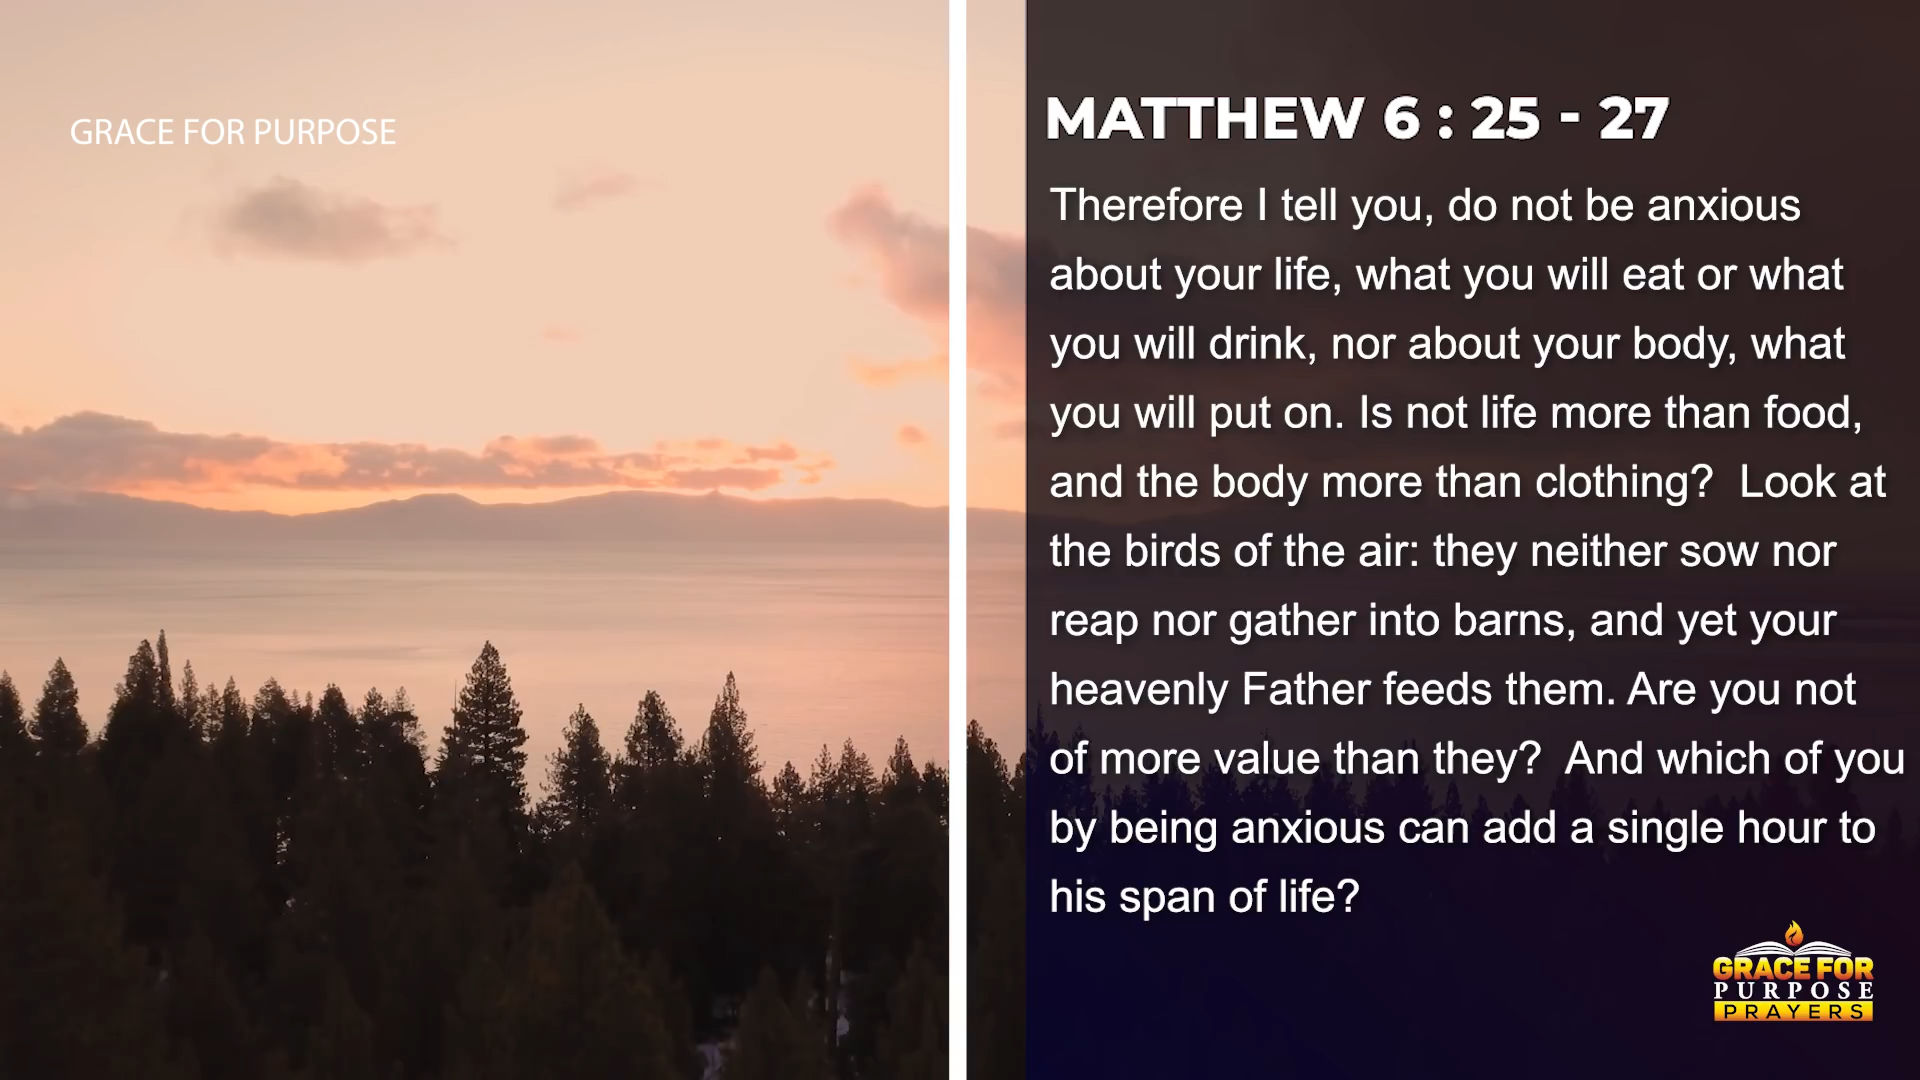 GRACE FOR PURPOSE
MATTHEW 6 : 25 - 27
Therefore I tell you, do not be anxious
about your life, what you will eat or what
you will drink, nor about your body, what
you will put on. Is not life more than food,
and the body more than clothing?  Look at
the birds of the air: they neither sow nor
reap nor gather into barns, and yet your
heavenly Father feeds them. Are you not
of more value than they?  And which of you
by being anxious can add a single hour to
his span of life?
GRACE FOR
PURPOSE
PRAYERS